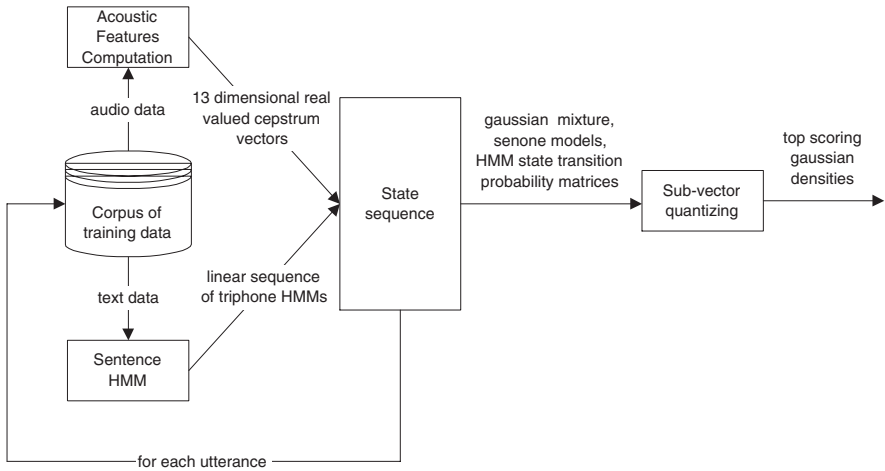 Acoustic
Features
Computation
audio data
13 dimensional real
valued cepstrum
vectors
Corpus of
training data
text data
linear sequence
of triphone HMMs
Sentence
HMM
State
sequence
for each utterance
gaussian mixture,
senone models,
HMM state transition
probability matrices
Sub-vector
quantizing
top scoring
gaussian
densities